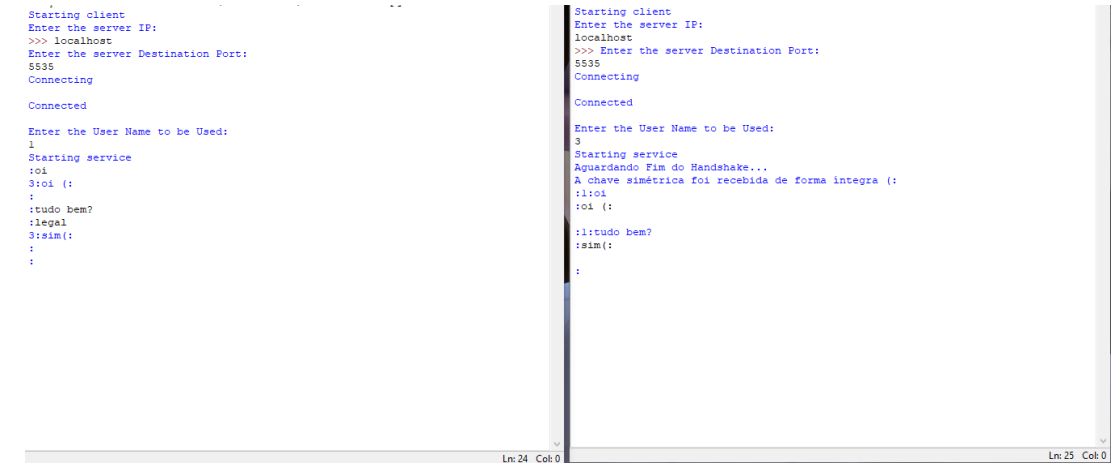 Starting client
Enter the server IP:
>>> localhost
Enter the server Destination Port:
5535
Connecting
Connected
Enter the User Name to be Used:
1
Starting service
:oi
3:oi (:
:
:tudo bem?
:legal
3:sim(:
:
:
Ln: 24 Col: 0
Starting client
Enter the server IP:
localhost
>>> Enter the server Destination Port:
5535
Connecting
Connected
Enter the User Name to be Used:
3
Starting service
Aguardando Fim do Handshake...
A chave simétrica foi recebida de forma íntegra (:
:1:oi
:oi (:
:1:tudo bem?
:sim(:
:
Ln: 25 Col: 0